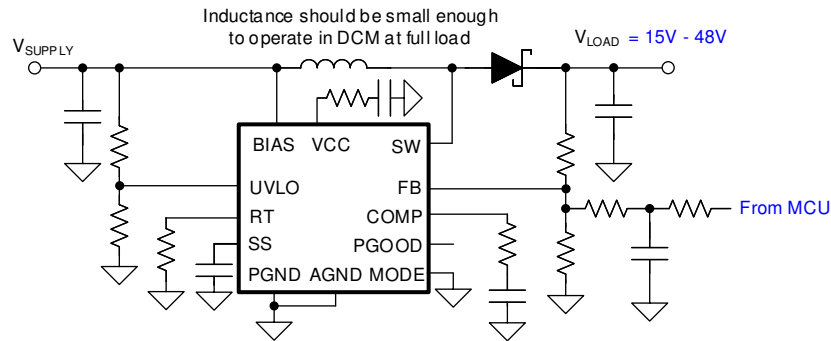 Inductance should be small enough
to operate in DCM at full load
VSUPPLY
VLOAD = 15V - 48V
BIAS VCC SW
UVLO FB
RT COMP
SS PGOOD
PGND AGND MODE
From MCU